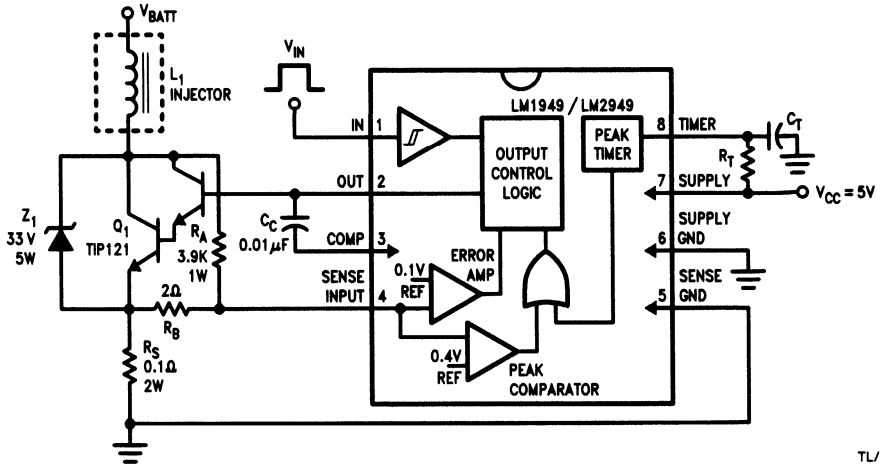 VBATT
L1
INJECTOR
VIN
LM1949 / LM2949
IN 1
OUTPUT
CONTROL
LOGIC
PEAK
TIMER
8 TIMER
CT
RT
OUT 2
7 SUPPLY
VCC = 5V
Z1
33 V
5W
Q1
TIP121
RA
3.9K
1W
CC
0.01μF
COMP 3
SUPPLY
6 GND
ERROR
AMP
0.1V
REF
SENSE
INPUT 4
SENSE
5 GND
2Ω
RB
RS
0.1Ω
2W
0.4V
REF
PEAK
COMPARATOR
TL/